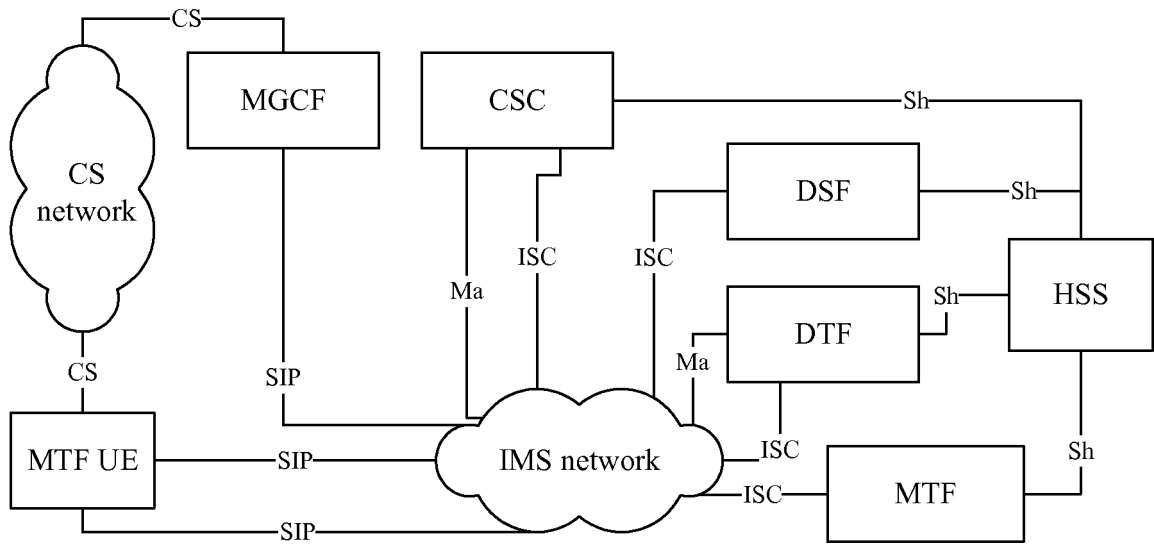 CS
MGCF
CSC
Sh
CS
network
DSF
Sh
ISC
ISC
Ma
Sh
HSS
DTF
Ma
CS
SIP
MTF UE
SIP
IMS network
ISC
Sh
ISC
MTF
SIP